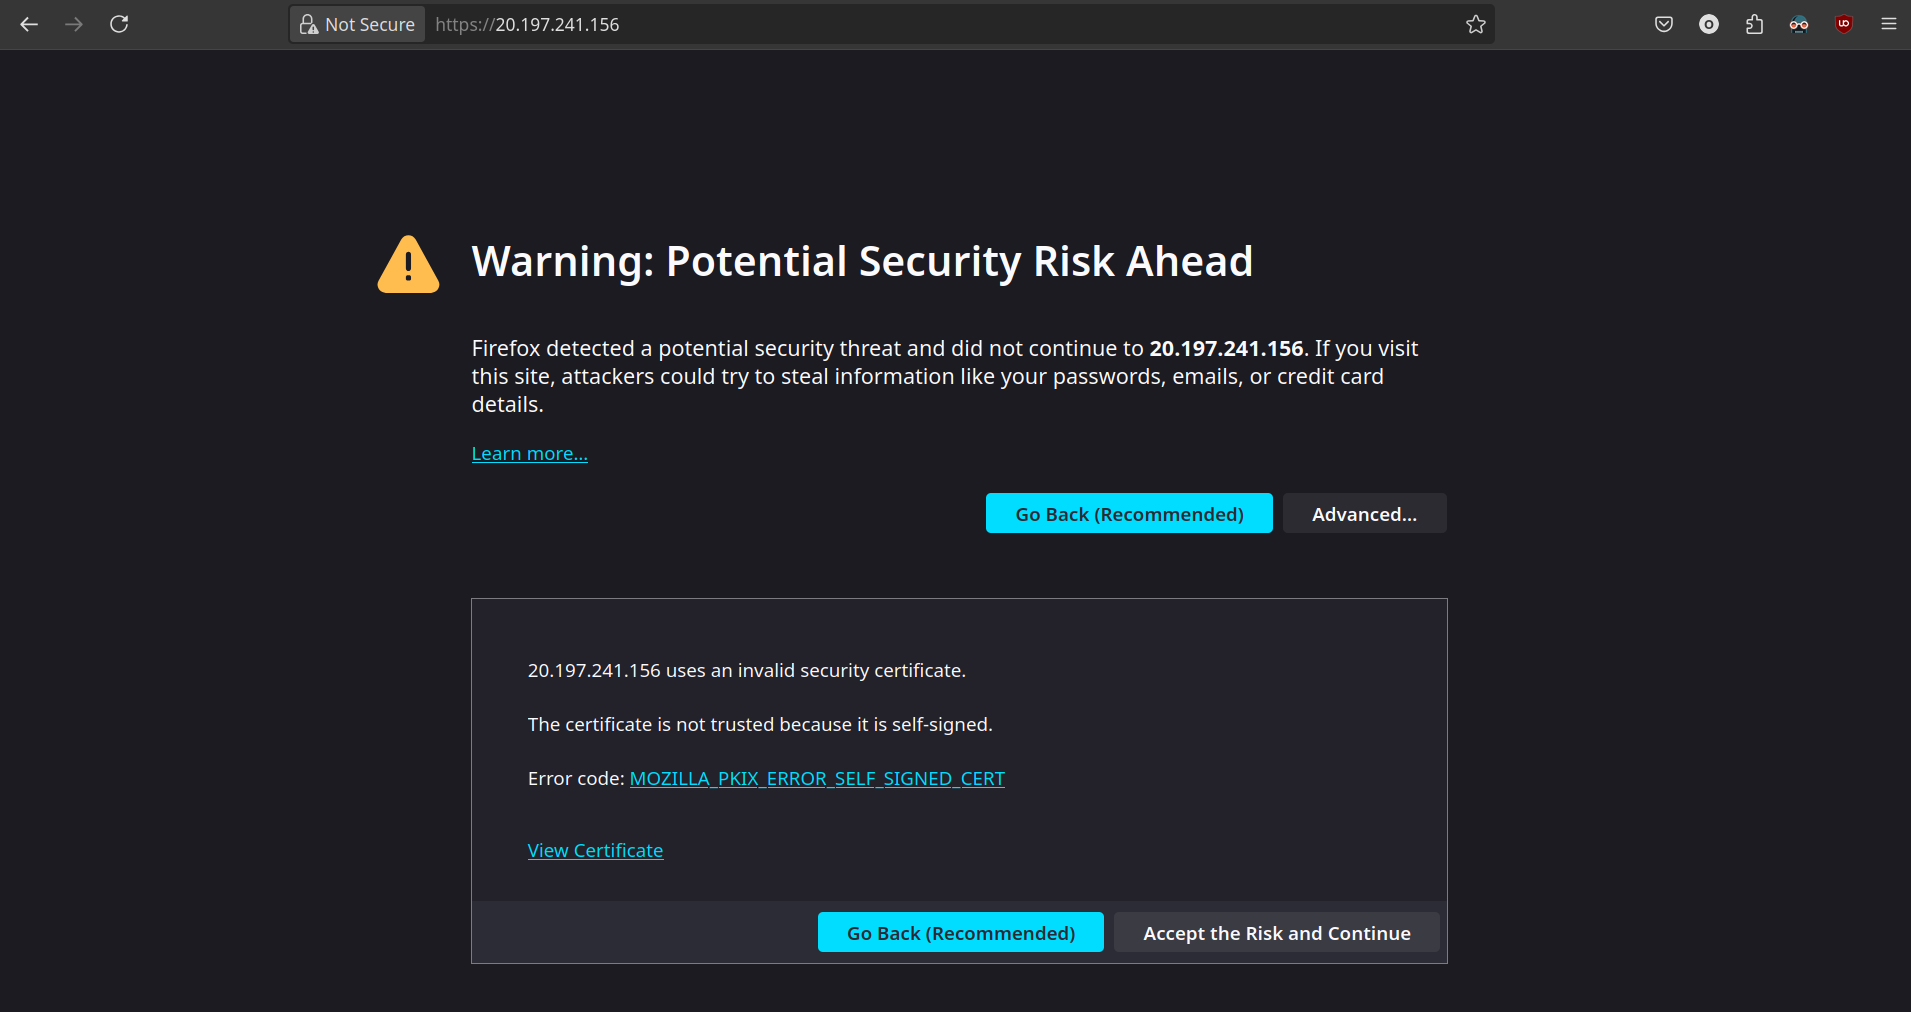 Not Secure https://20.197.241.156
Warning: Potential Security Risk Ahead
Firefox detected a potential security threat and did not continue to 20.197.241.156. If you visit
this site, attackers could try to steal information like your passwords, emails, or credit card
details.
Learn more…
Go Back (Recommended) Advanced…
20.197.241.156 uses an invalid security certificate.
The certificate is not trusted because it is self-signed.
Error code: MOZILLA_PKIX_ERROR_SELF_SIGNED_CERT
View Certificate
Go Back (Recommended) Accept the Risk and Continue